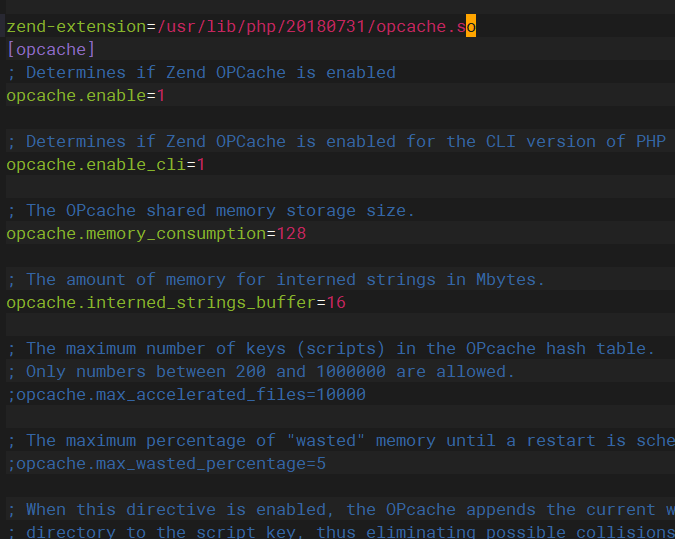 zend-extension=/usr/lib/php/20180731/opcache.so
[opcache]
; Determines if Zend OPCache is enabled
opcache.enable=1
; Determines if Zend OPCache is enabled for the CLI version of PHP
opcache.enable_cli=1
; The OPcache shared memory storage size.
opcache.memory_consumption=128
; The amount of memory for interned strings in Mbytes.
opcache.interned_strings_buffer=16
; The maximum number of keys (scripts) in the OPcache hash table.
; Only numbers between 200 and 1000000 are allowed.
;opcache.max_accelerated_files=10000
; The maximum percentage of "wasted" memory until a restart is sche
;opcache.max_wasted_percentage=5
; When this directive is enabled, the OPcache appends the current w
; directory to the script key, thus eliminating possible collisions